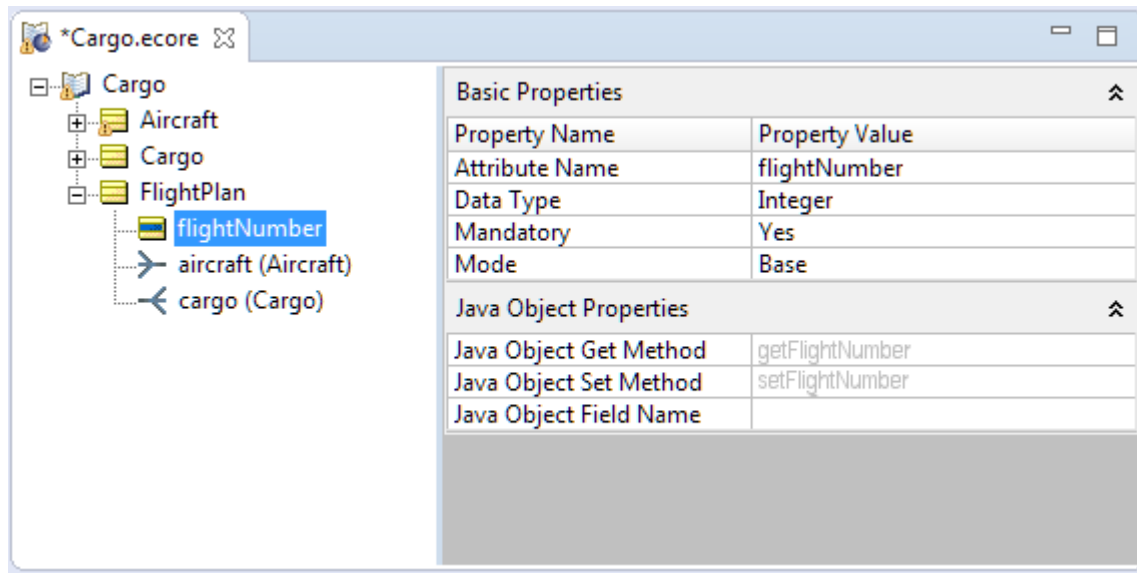 *Cargo.ecore
Cargo
Aircraft
Cargo
FlightPlan
flightNumber
aircraft (Aircraft)
cargo (Cargo)
Basic Properties
Property Name Property Value
Attribute Name flightNumber
Data Type Integer
Mandatory Yes
Mode Base
Java Object Properties
Java Object Get Method getFlightNumber
Java Object Set Method setFlightNumber
Java Object Field Name